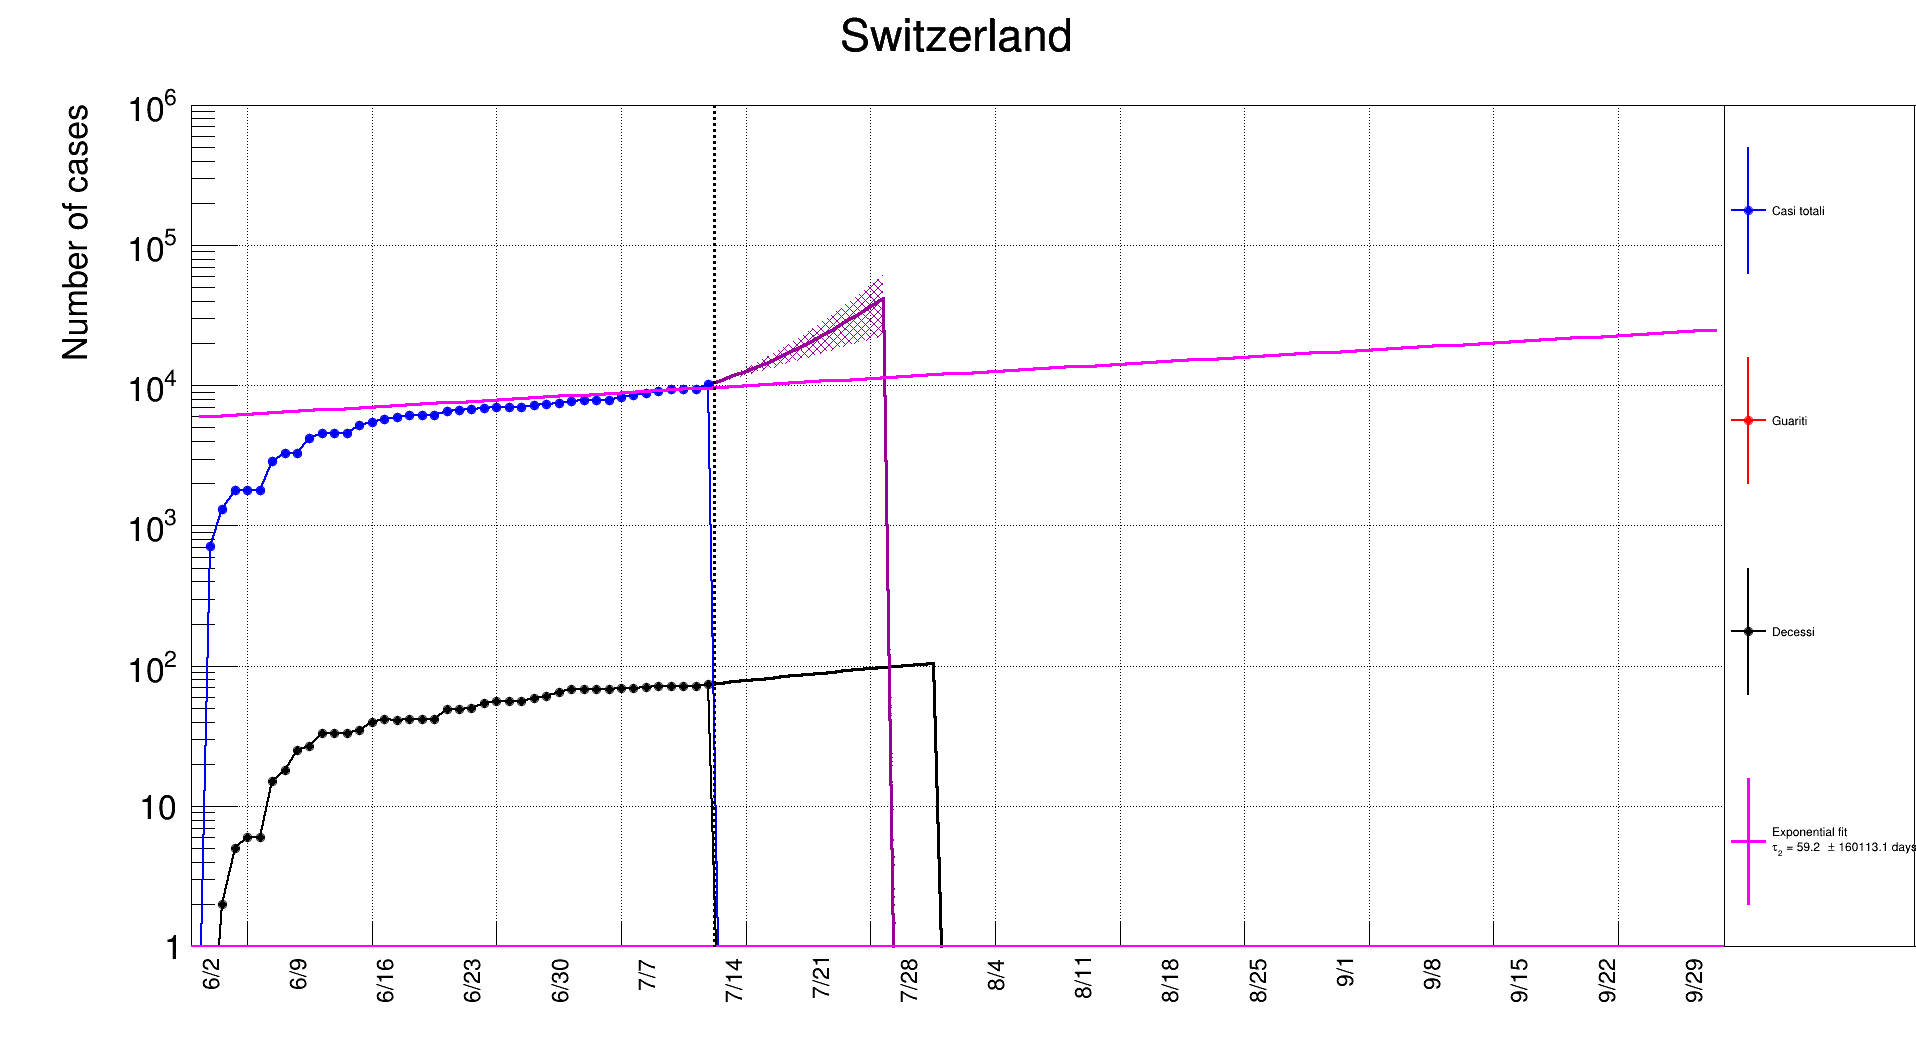 Switzerland
Number of cases
10^6
10^5
10^4
10^3
10^2
10
1
6/2 6/9 6/16 6/23 6/30 7/7 7/14 7/21 7/28 8/4 8/11 8/18 8/25 9/1 9/8 9/15 9/22 9/29
Casi totali
Guariti
Decessi
Exponential fit
τ_2 = 59.2 ± 160113.1 days